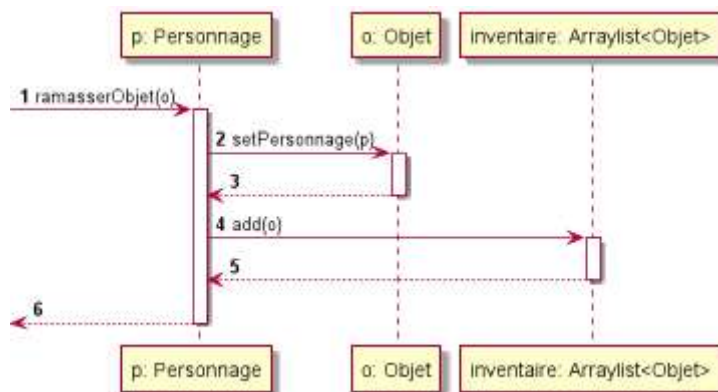 p: Personnage
o: Objet
inventaire: Arraylist<Objet>
1 ramasserObjet(o)
2 setPersonnage(p)
3
4 add(o)
5
6
p: Personnage
o: Objet
inventaire: Arraylist<Objet>